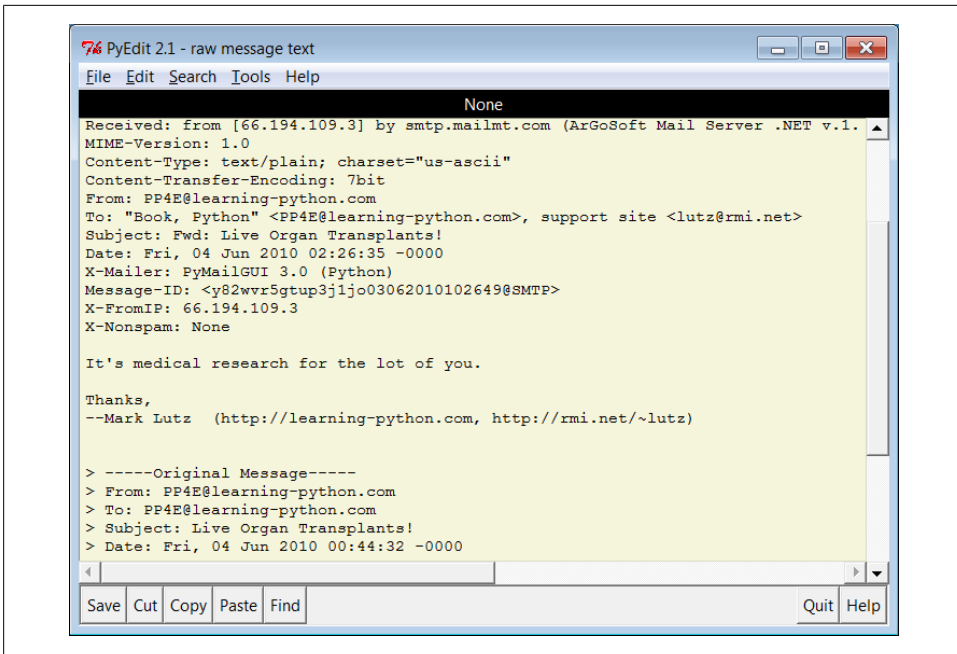 PyEdit 2.1 - raw message text
File Edit Search Tools Help
None
Received: from [66.194.109.3] by smtp.mailmt.com (ArGoSoft Mail Server .NET v.1.
MIME-Version: 1.0
Content-Type: text/plain; charset="us-ascii"
Content-Transfer-Encoding: 7bit
From: PP4E@learning-python.com
To: "Book, Python" <PP4E@learning-python.com>, support site <lutz@rmi.net>
Subject: Fwd: Live Organ Transplants!
Date: Fri, 04 Jun 2010 02:26:35 -0000
X-Mailer: PyMailGUI 3.0 (Python)
Message-ID: <y82wvr5gtup3j1jo03062010102649@SMTP>
X-FromIP: 66.194.109.3
X-Nonspam: None
It's medical research for the lot of you.
Thanks,
--Mark Lutz  (http://learning-python.com, http://rmi.net/~lutz)
> -----Original Message-----
> From: PP4E@learning-python.com
> To: PP4E@learning-python.com
> Subject: Live Organ Transplants!
> Date: Fri, 04 Jun 2010 00:44:32 -0000
Save Cut Copy Paste Find Quit Help